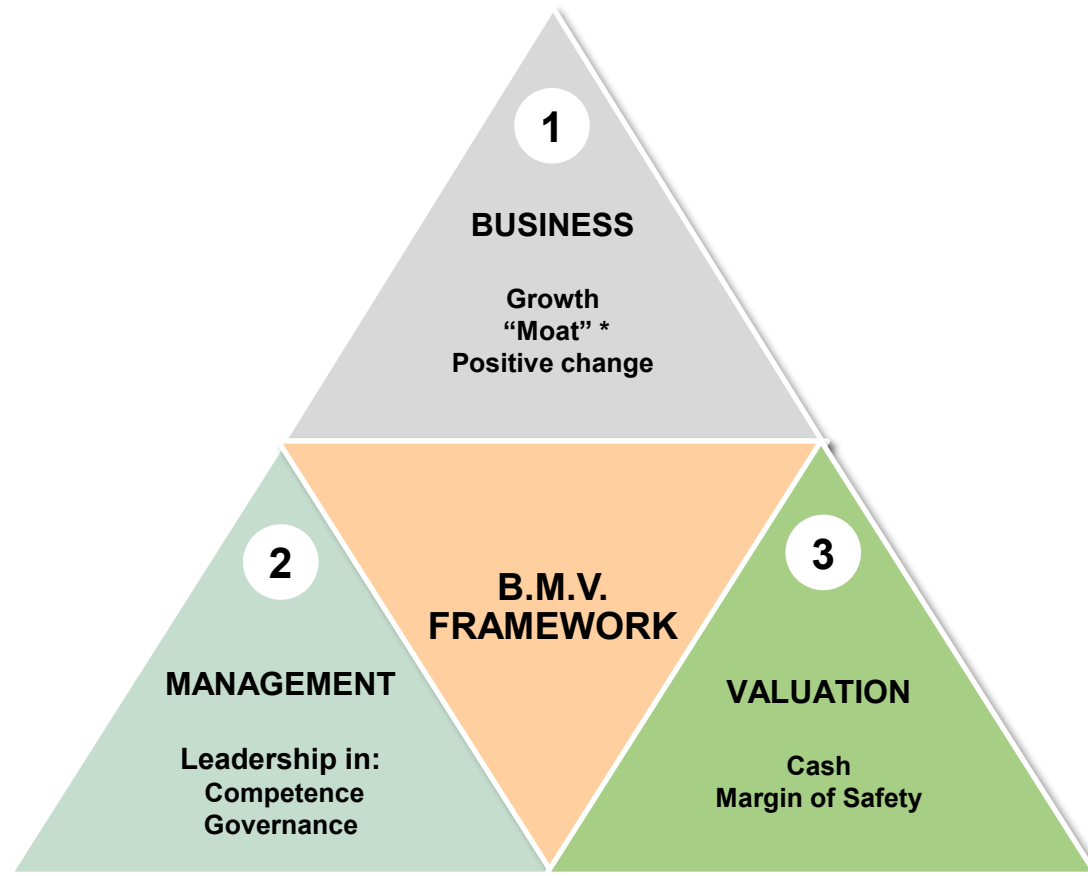 1
BUSINESS
Growth
“Moat” *
Positive change
2
MANAGEMENT
Leadership in:
Competence
Governance
B.M.V.
FRAMEWORK
3
VALUATION
Cash
Margin of Safety